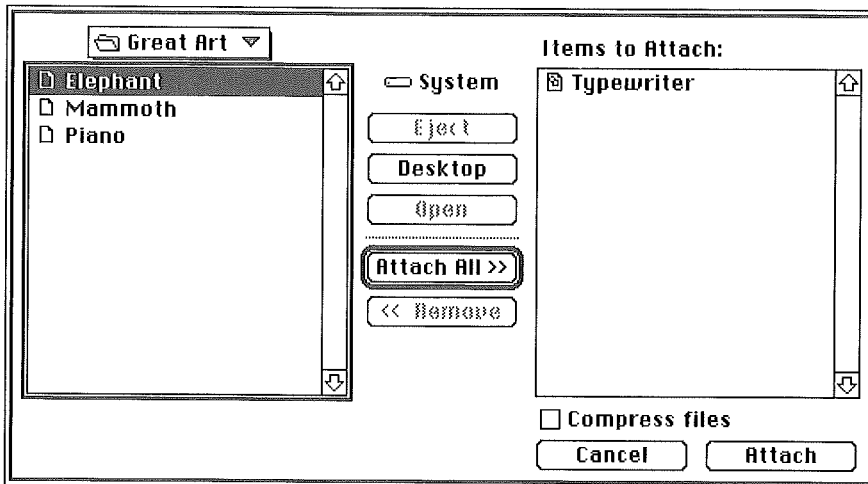 Great Art
Elephant
Mammoth
Piano
System
Eject
Desktop
Open
Attach All >>
<< Remove
Items to Attach:
Typewriter
Compress files
Cancel
Attach